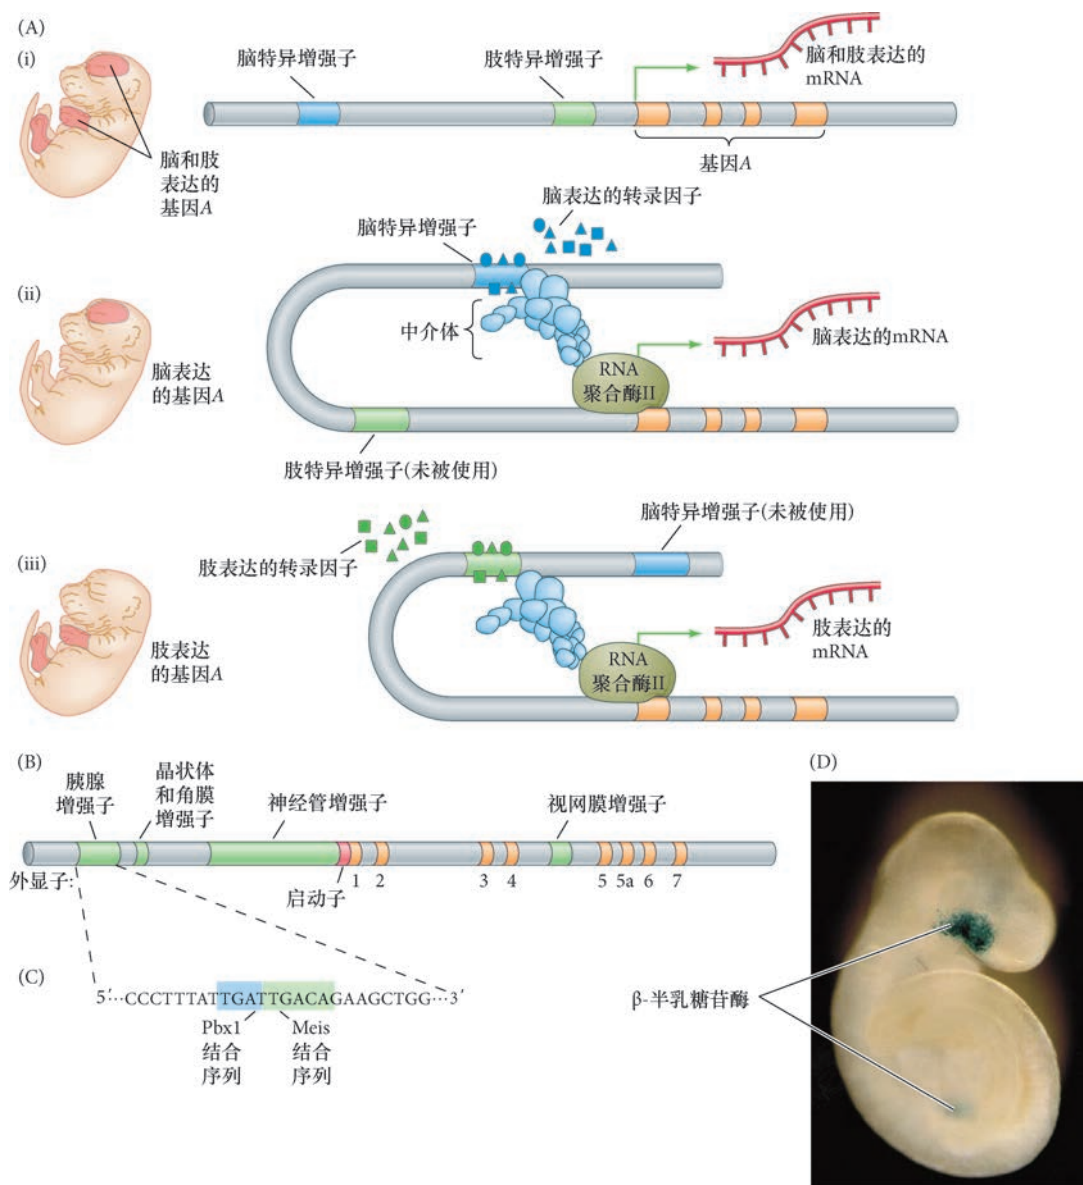 (A)
(i)
脑特异增强子
肢特异增强子
脑和肢表达的
mRNA
脑和肢
表达的
基因A
基因A
脑表达的转录因子
脑特异增强子
(ii)
中介体
脑表达的mRNA
RNA
聚合酶II
脑表达
的基因A
肢特异增强子(未被使用)
脑特异增强子(未被使用)
(iii)
肢表达的转录因子
肢表达的
mRNA
RNA
聚合酶II
肢表达
的基因A
(B)
胰腺
增强子
晶状体
和角膜
增强子
神经管增强子
视网膜增强子
外显子:
启动子
1 2 3 4 5 5a 6 7
(C)
5′···CCCTTTATTGATTGACAGAAGCTGG···3′
Pbx1
结合
序列
Meis
结合
序列
(D)
β-半乳糖苷酶